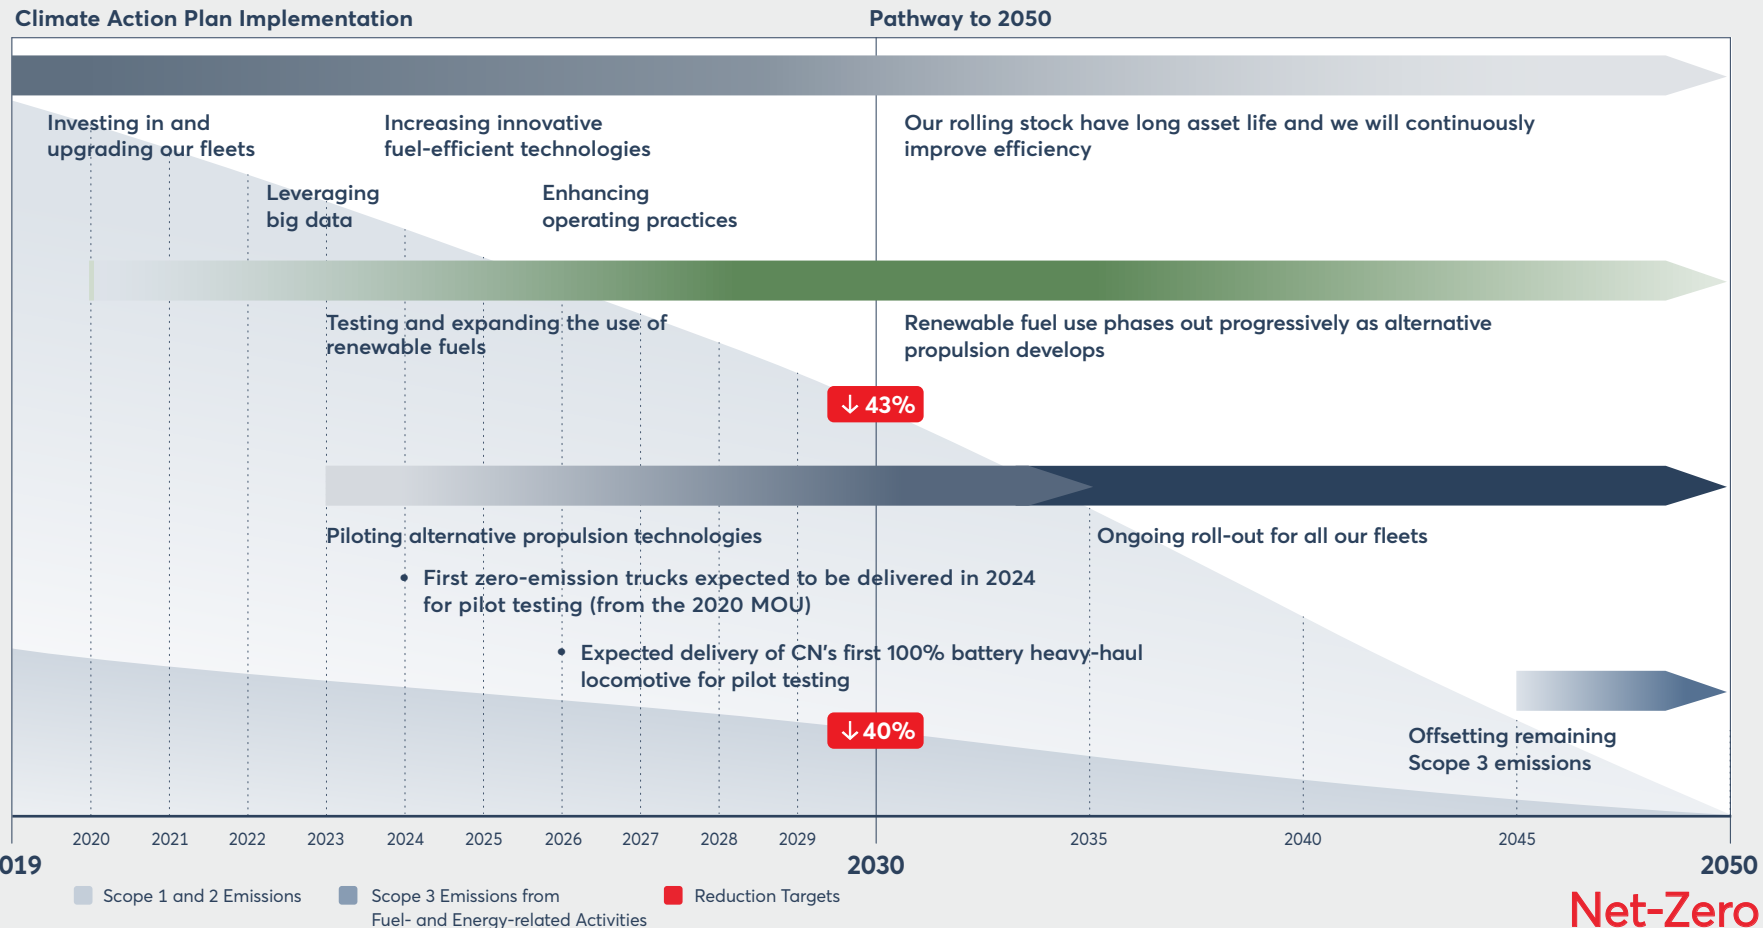 Climate Action Plan Implementation
Pathway to 2050
Investing in and
upgrading our fleets
Increasing innovative
fuel-efficient technologies
Our rolling stock have long asset life and we will continuously
improve efficiency
Leveraging
big data
Enhancing
operating practices
Testing and expanding the use of
renewable fuels
Renewable fuel use phases out progressively as alternative
propulsion develops
↓ 43%
Piloting alternative propulsion technologies
Ongoing roll-out for all our fleets
• First zero-emission trucks expected to be delivered in 2024
for pilot testing (from the 2020 MOU)
• Expected delivery of CN's first 100% battery heavy-haul
locomotive for pilot testing
↓ 40%
Offsetting remaining
Scope 3 emissions
2020 2021 2022 2023 2024 2025 2026 2027 2028 2029 2035 2040 2045
019 2030 2050
Scope 1 and 2 Emissions
Scope 3 Emissions from
Fuel- and Energy-related Activities
Reduction Targets
Net-Zero